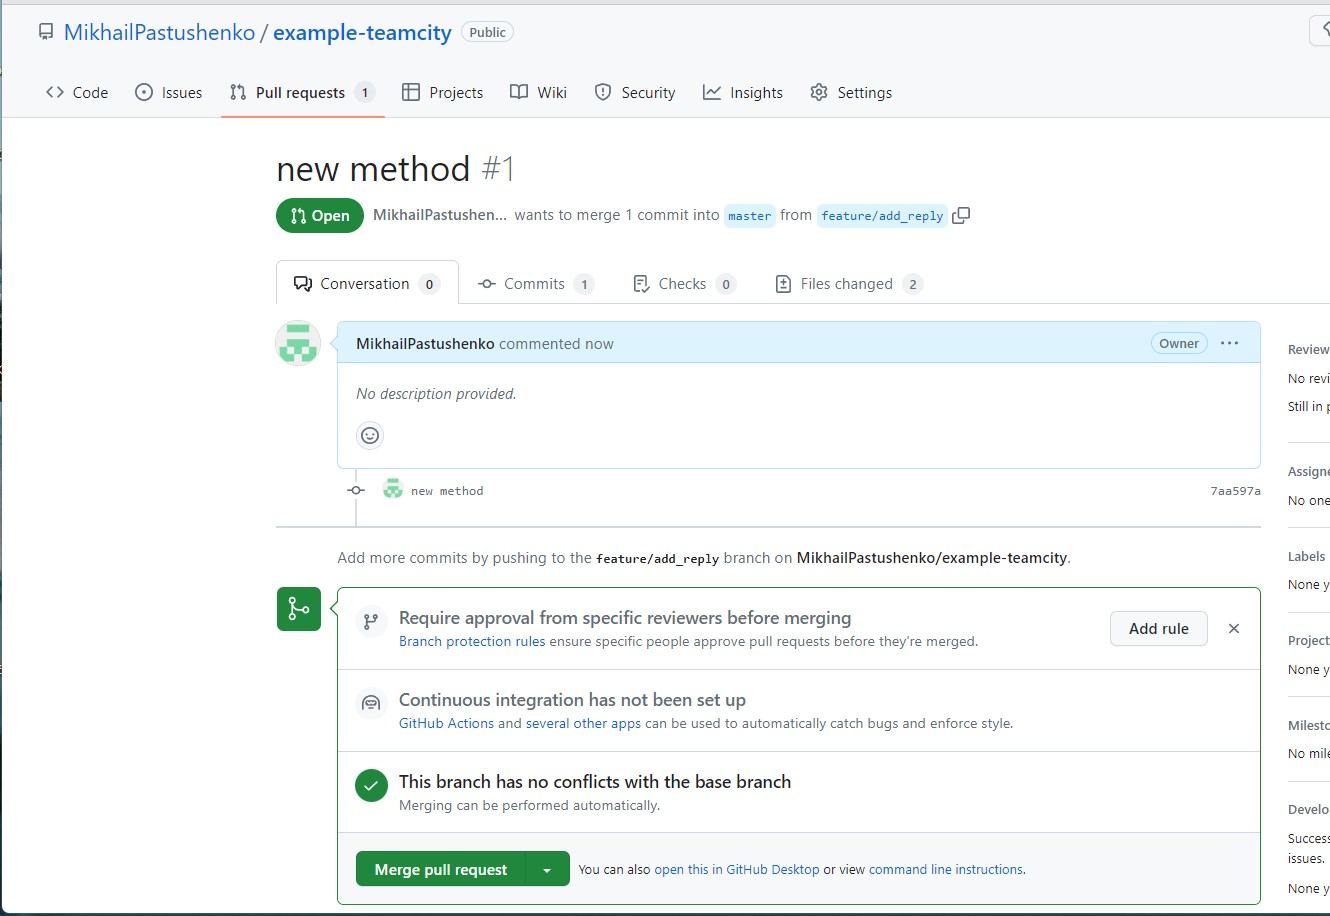 MikhailPastushenko / example-teamcity Public
Code Issues Pull requests 1 Projects Wiki Security Insights Settings
new method #1
Open MikhailPastushen... wants to merge 1 commit into master from feature/add_reply
Conversation 0 Commits 1 Checks 0 Files changed 2
MikhailPastushenko commented now Owner ...
No description provided.
new method 7aa597a
Add more commits by pushing to the feature/add_reply branch on MikhailPastushenko/example-teamcity.
Require approval from specific reviewers before merging
Branch protection rules ensure specific people approve pull requests before they're merged.
Add rule
Continuous integration has not been set up
GitHub Actions and several other apps can be used to automatically catch bugs and enforce style.
This branch has no conflicts with the base branch
Merging can be performed automatically.
Merge pull request You can also open this in GitHub Desktop or view command line instructions.
Review
No revi
Still in p
Assigne
No one
Labels
None y
Project
None y
Milesto
No mile
Develo
Success
issues.
None y